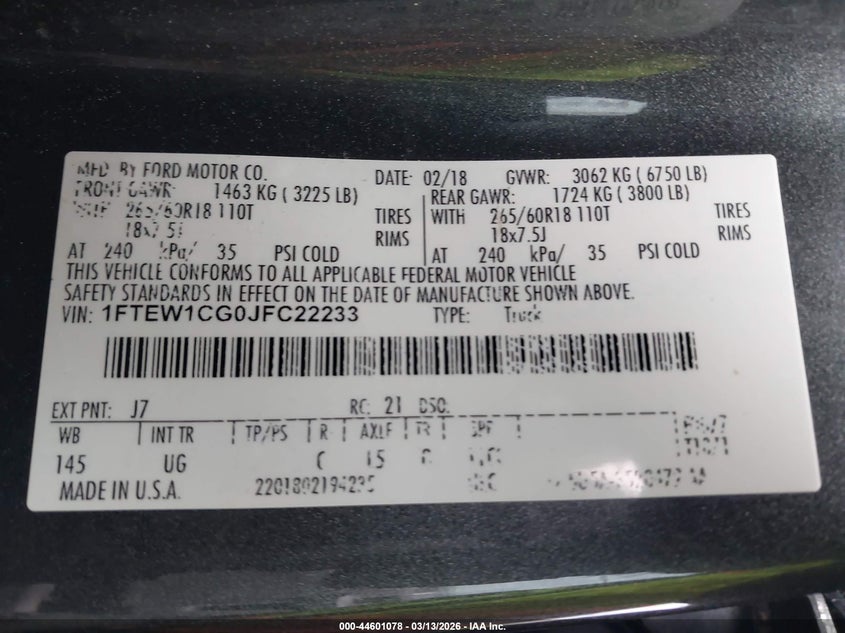 MFD. BY FORD MOTOR CO. DATE: 02/18 GVWR: 3062 KG ( 6750 LB)
FRONT GAWR: 1463 KG ( 3225 LB) REAR GAWR: 1724 KG ( 3800 LB)
WITH 265/60R18 110T TIRES WITH 265/60R18 110T TIRES
18x7.5J RIMS 18x7.5J RIMS
AT 240 kPa/ 35 PSI COLD AT 240 kPa/ 35 PSI COLD
THIS VEHICLE CONFORMS TO ALL APPLICABLE FEDERAL MOTOR VEHICLE
SAFETY STANDARDS IN EFFECT ON THE DATE OF MANUFACTURE SHOWN ABOVE.
VIN: 1FTEW1CG0JFC22233 TYPE: Truck
EXT PNT: J7 RC: 21 DSO:
WB INT TR TP/PS R AXLE TR SPR
145 UG 15
MADE IN U.S.A.
000-44601078 - 03/13/2026 - IAA Inc.